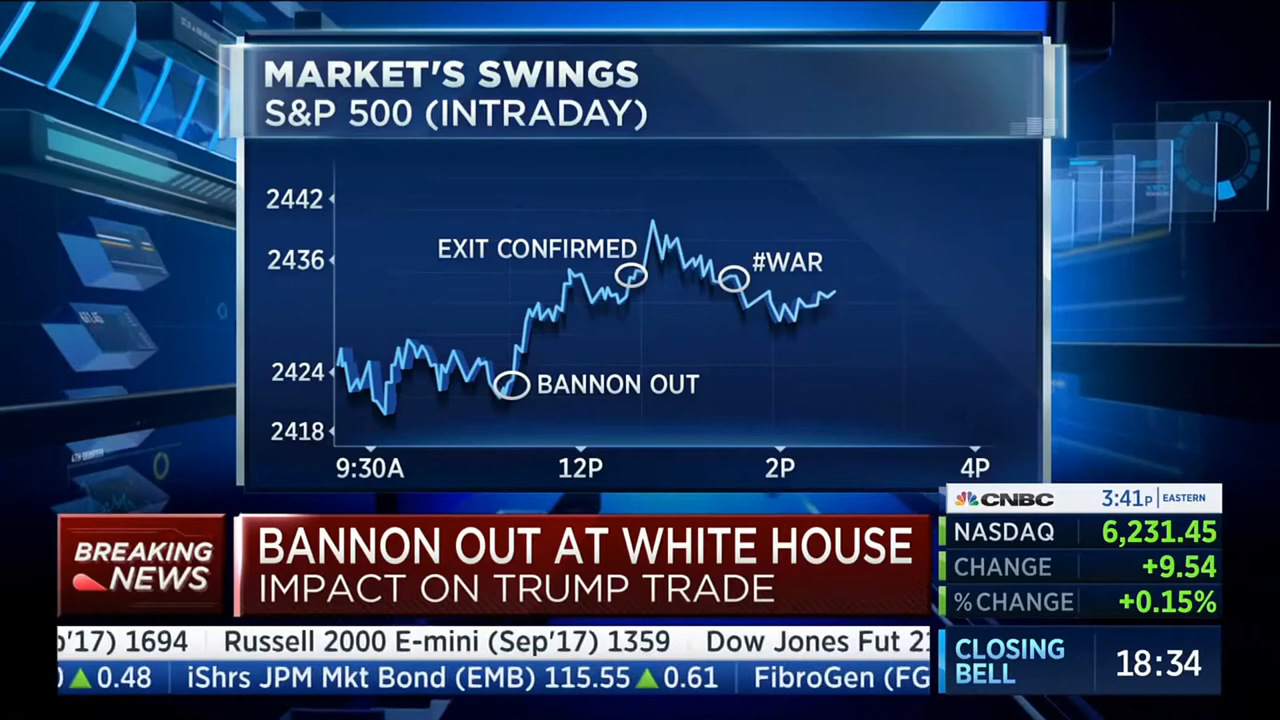 MARKET'S SWINGS
S&P 500 (INTRADAY)
2442
2436
2424
2418
EXIT CONFIRMED
#WAR
BANNON OUT
9:30A 12P 2P 4P
CNBC 3:41P EASTERN
NASDAQ 6,231.45
CHANGE +9.54
% CHANGE +0.15%
CLOSING BELL 18:34
BREAKING NEWS
BANNON OUT AT WHITE HOUSE
IMPACT ON TRUMP TRADE
'17) 1694 Russell 2000 E-mini (Sep'17) 1359 Dow Jones Fut
▲0.48 iShrs JPM Mkt Bond (EMB) 115.55 ▲0.61 FibroGen (FG